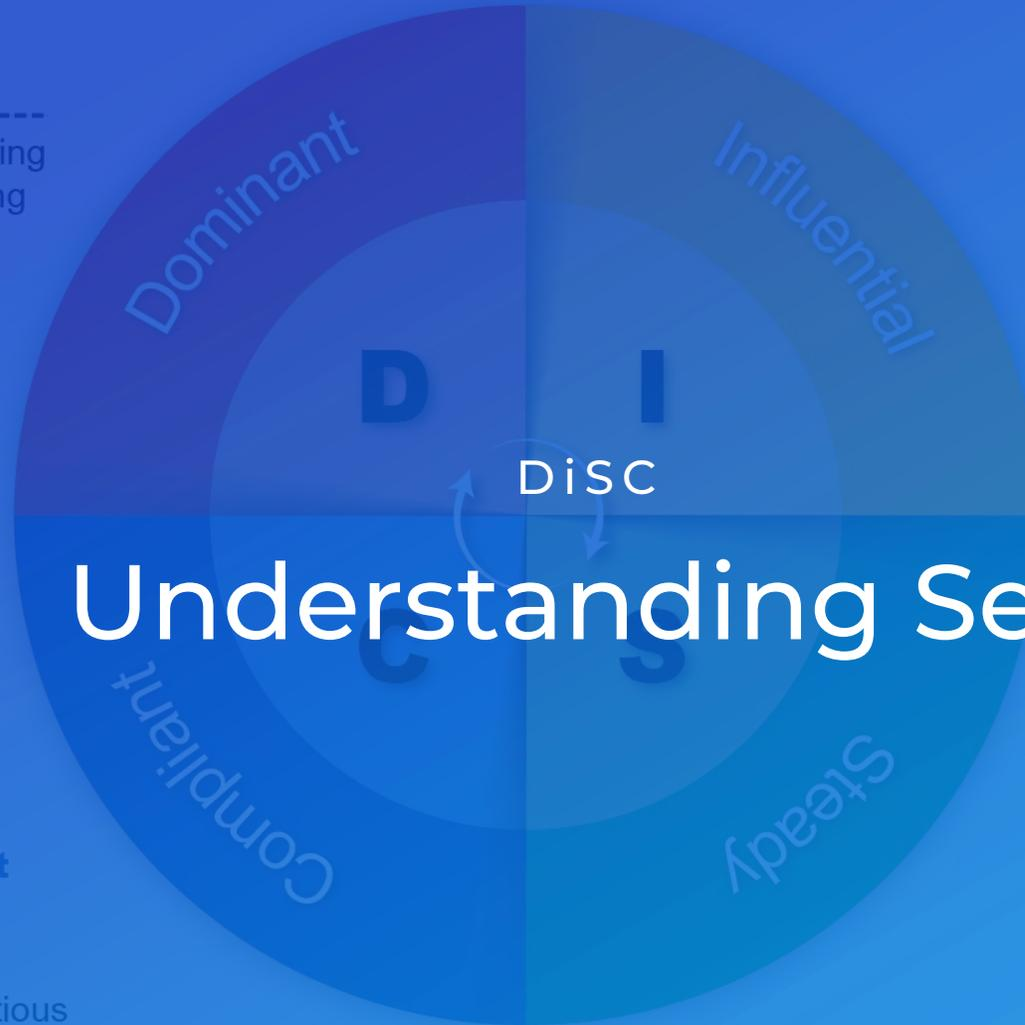 ---
ing
ng
Dominant
Influential
D
I
DiSC
Understanding Se
C
S
Compliant
Steady
t
tious